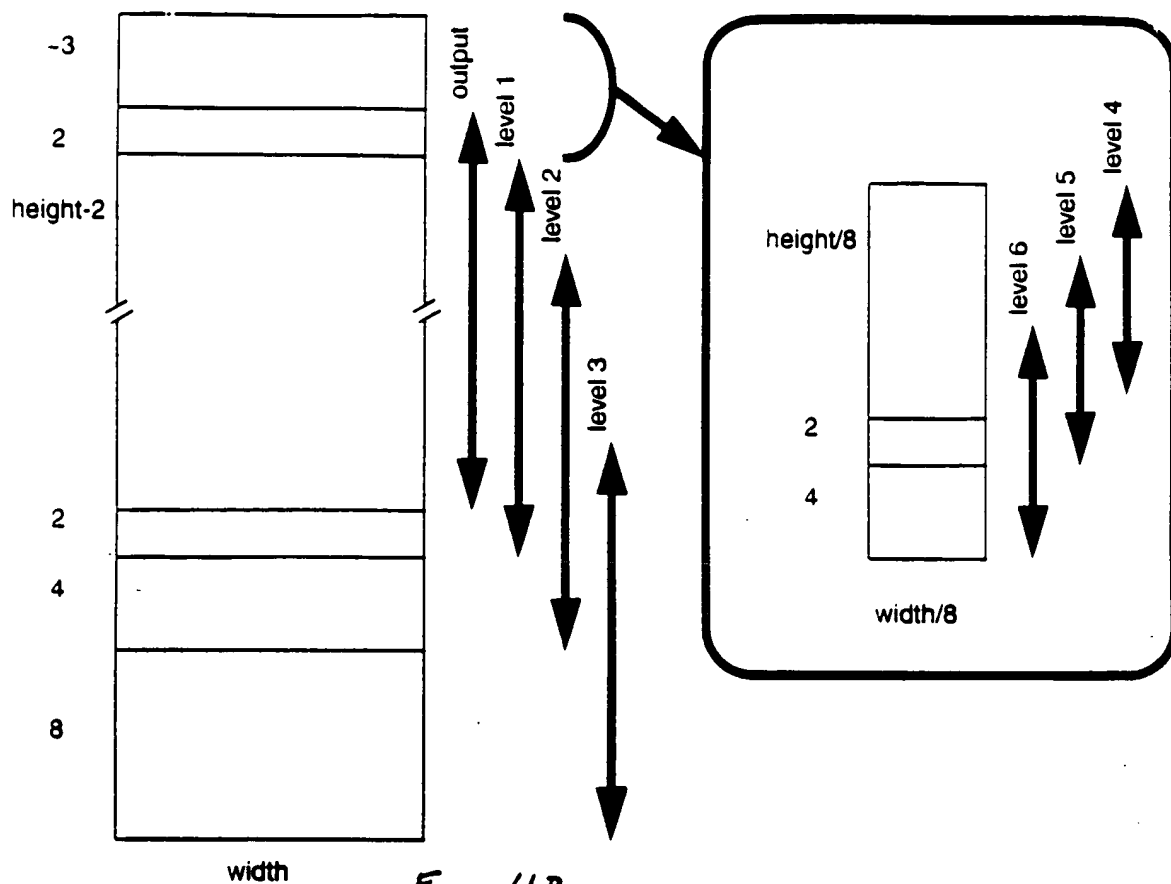 ~3
2
height-2
2
4
8
width
output
level 1
level 2
level 3
height/8
2
4
width/8
level 6
level 5
level 4